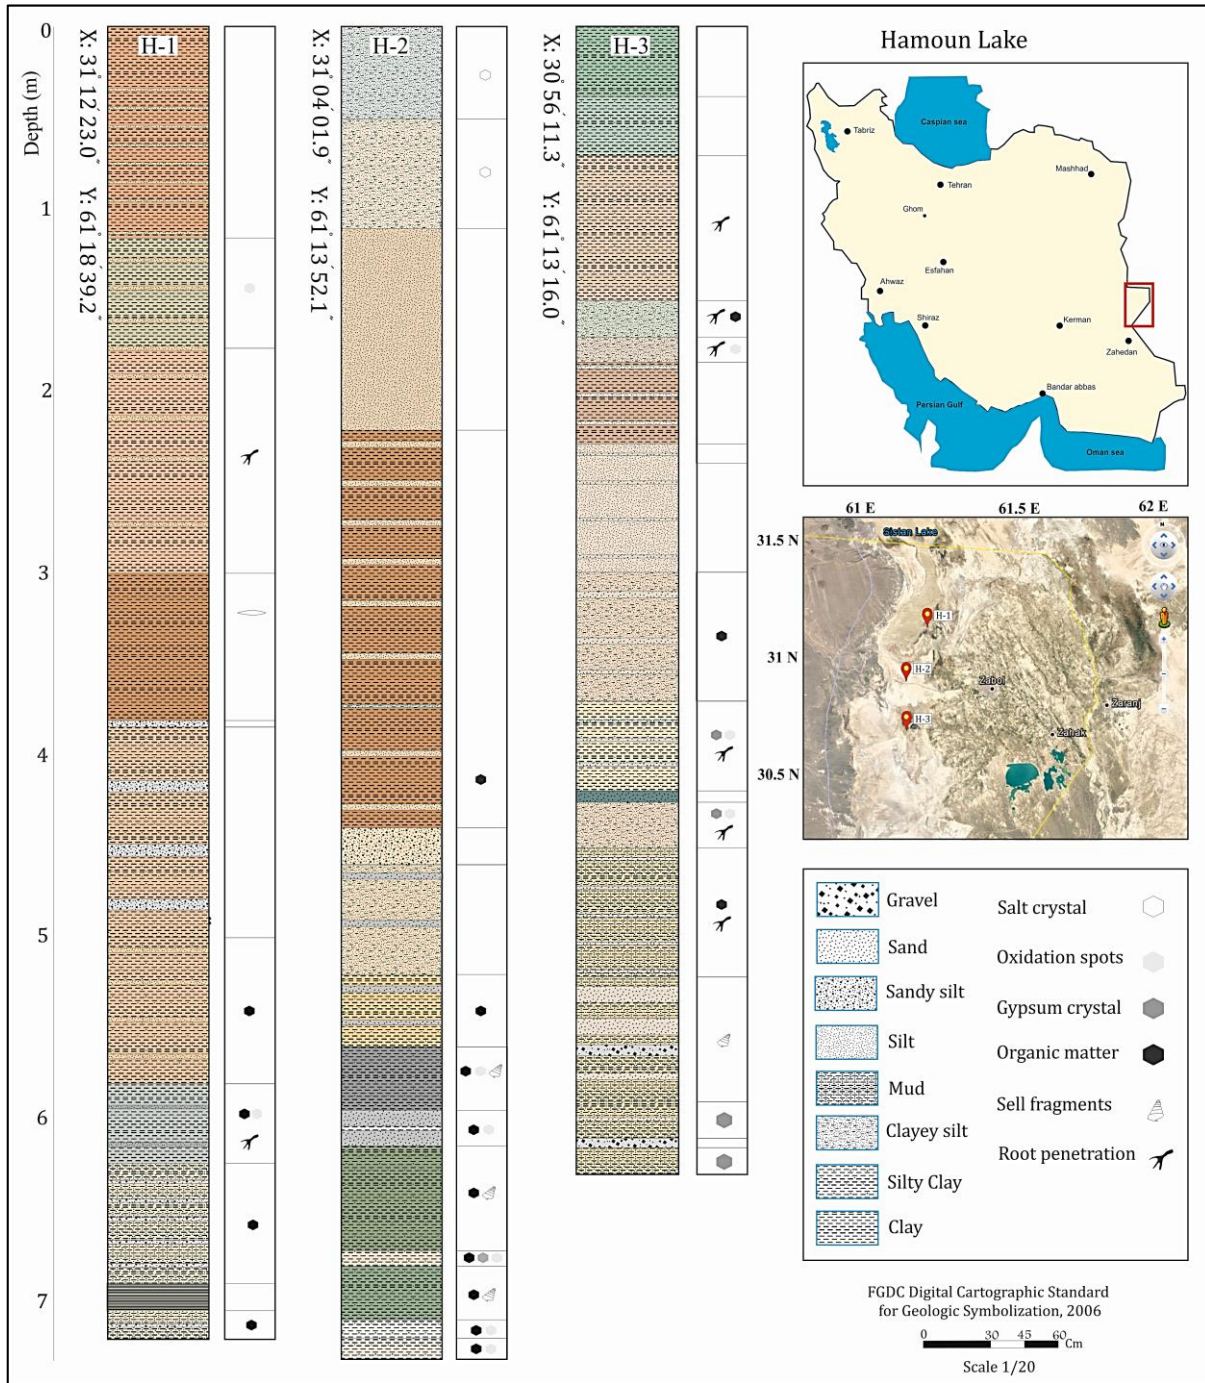 Hamoun Lake
0
1
2
3
4
5
6
7
Depth (m)
X: 31° 12´ 23.0˝ Y: 61° 18´ 39.2˝
H-1
X: 31° 04´ 01.9˝ Y: 61° 13´ 52.1˝
H-2
X: 30° 56´ 11.3˝ Y: 61° 13´ 16.0˝
H-3
Caspian sea
Tabriz
Mashhad
Tehran
Ghom
Esfahan
Ahwaz
Shiraz
Kerman
Zahedan
Bandar abbas
Persian Gulf
Oman sea
61 E
61.5 E
62 E
31.5 N
31 N
30.5 N
Sistan Lake
N
H-1
H-2
H-3
Zabol
Zaranj
Zahak
Gravel
Sand
Sandy silt
Silt
Mud
Clayey silt
Silty Clay
Clay
Salt crystal
Oxidation spots
Gypsum crystal
Organic matter
Sell fragments
Root penetration
FGDC Digital Cartographic Standard
for Geologic Symbolization, 2006
0 30 45 60 Cm
Scale 1/20